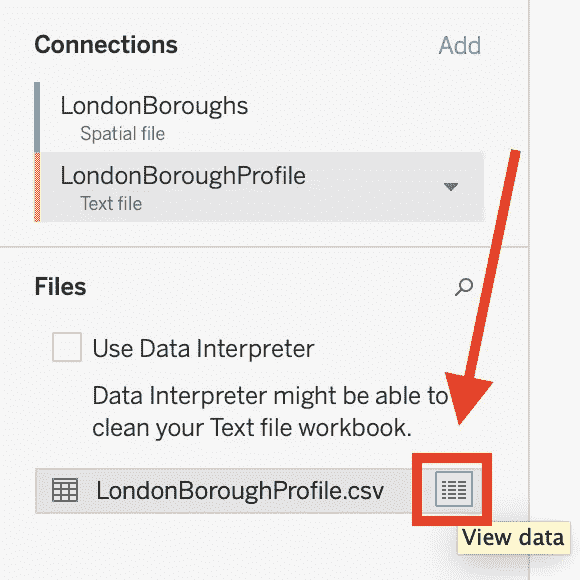 Connections Add
LondonBoroughs
Spatial file
LondonBoroughProfile
Text file
Files
Use Data Interpreter
Data Interpreter might be able to
clean your Text file workbook.
LondonBoroughProfile.csv
View data